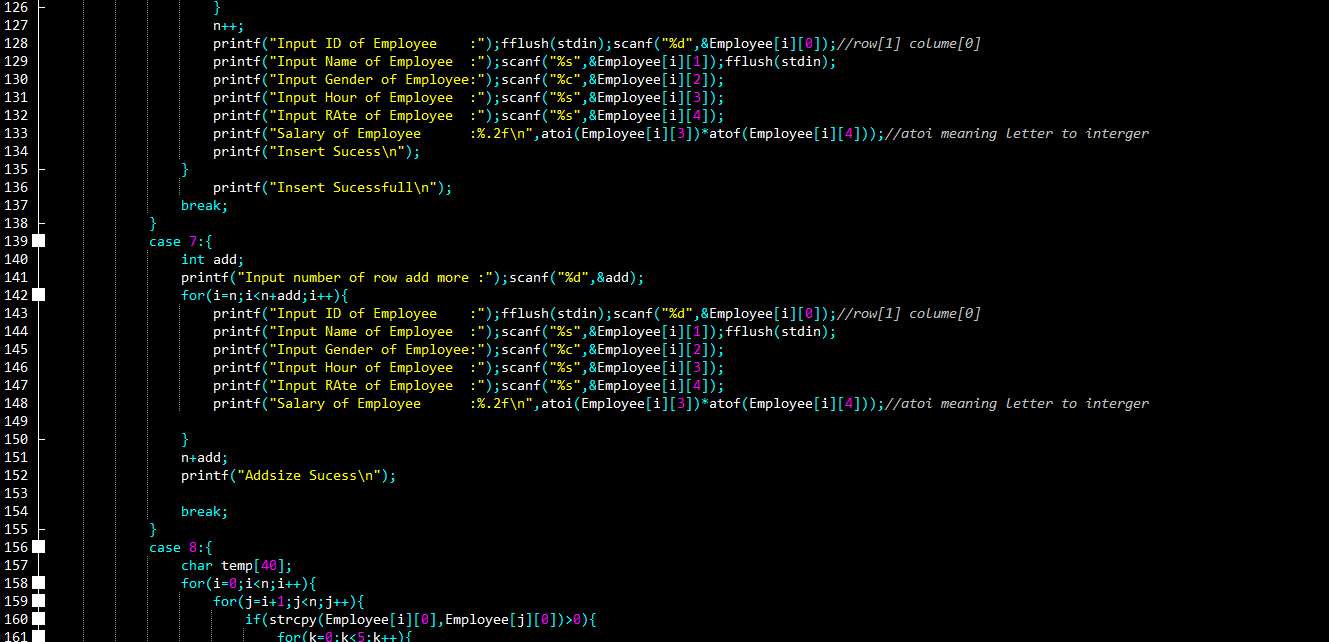 126 }
127 n++;
128 printf("Input ID of Employee    :");fflush(stdin);scanf("%d",&Employee[i][0]);//row[1] colume[0]
129 printf("Input Name of Employee  :");scanf("%s",&Employee[i][1]);fflush(stdin);
130 printf("Input Gender of Employee:");scanf("%c",&Employee[i][2]);
131 printf("Input Hour of Employee  :");scanf("%s",&Employee[i][3]);
132 printf("Input RAte of Employee  :");scanf("%s",&Employee[i][4]);
133 printf("Salary of Employee      :%.2f\n",atoi(Employee[i][3])*atof(Employee[i][4]));//atoi meaning letter to interger
134 printf("Insert Sucess\n");
135 }
136 printf("Insert Sucessfull\n");
137 break;
138 }
139 case 7:{
140 int add;
141 printf("Input number of row add more :");scanf("%d",&add);
142 for(i=n;i<n+add;i++){
143 printf("Input ID of Employee    :");fflush(stdin);scanf("%d",&Employee[i][0]);//row[1] colume[0]
144 printf("Input Name of Employee  :");scanf("%s",&Employee[i][1]);fflush(stdin);
145 printf("Input Gender of Employee:");scanf("%c",&Employee[i][2]);
146 printf("Input Hour of Employee  :");scanf("%s",&Employee[i][3]);
147 printf("Input RAte of Employee  :");scanf("%s",&Employee[i][4]);
148 printf("Salary of Employee      :%.2f\n",atoi(Employee[i][3])*atof(Employee[i][4]));//atoi meaning letter to interger
149
150 }
151 n+add;
152 printf("Addsize Sucess\n");
153
154 break;
155 }
156 case 8:{
157 char temp[40];
158 for(i=0;i<n;i++){
159 for(j=i+1;j<n;j++){
160 if(strcpy(Employee[i][0],Employee[j][0])>0){
161 for(k=0;k<5;k++){